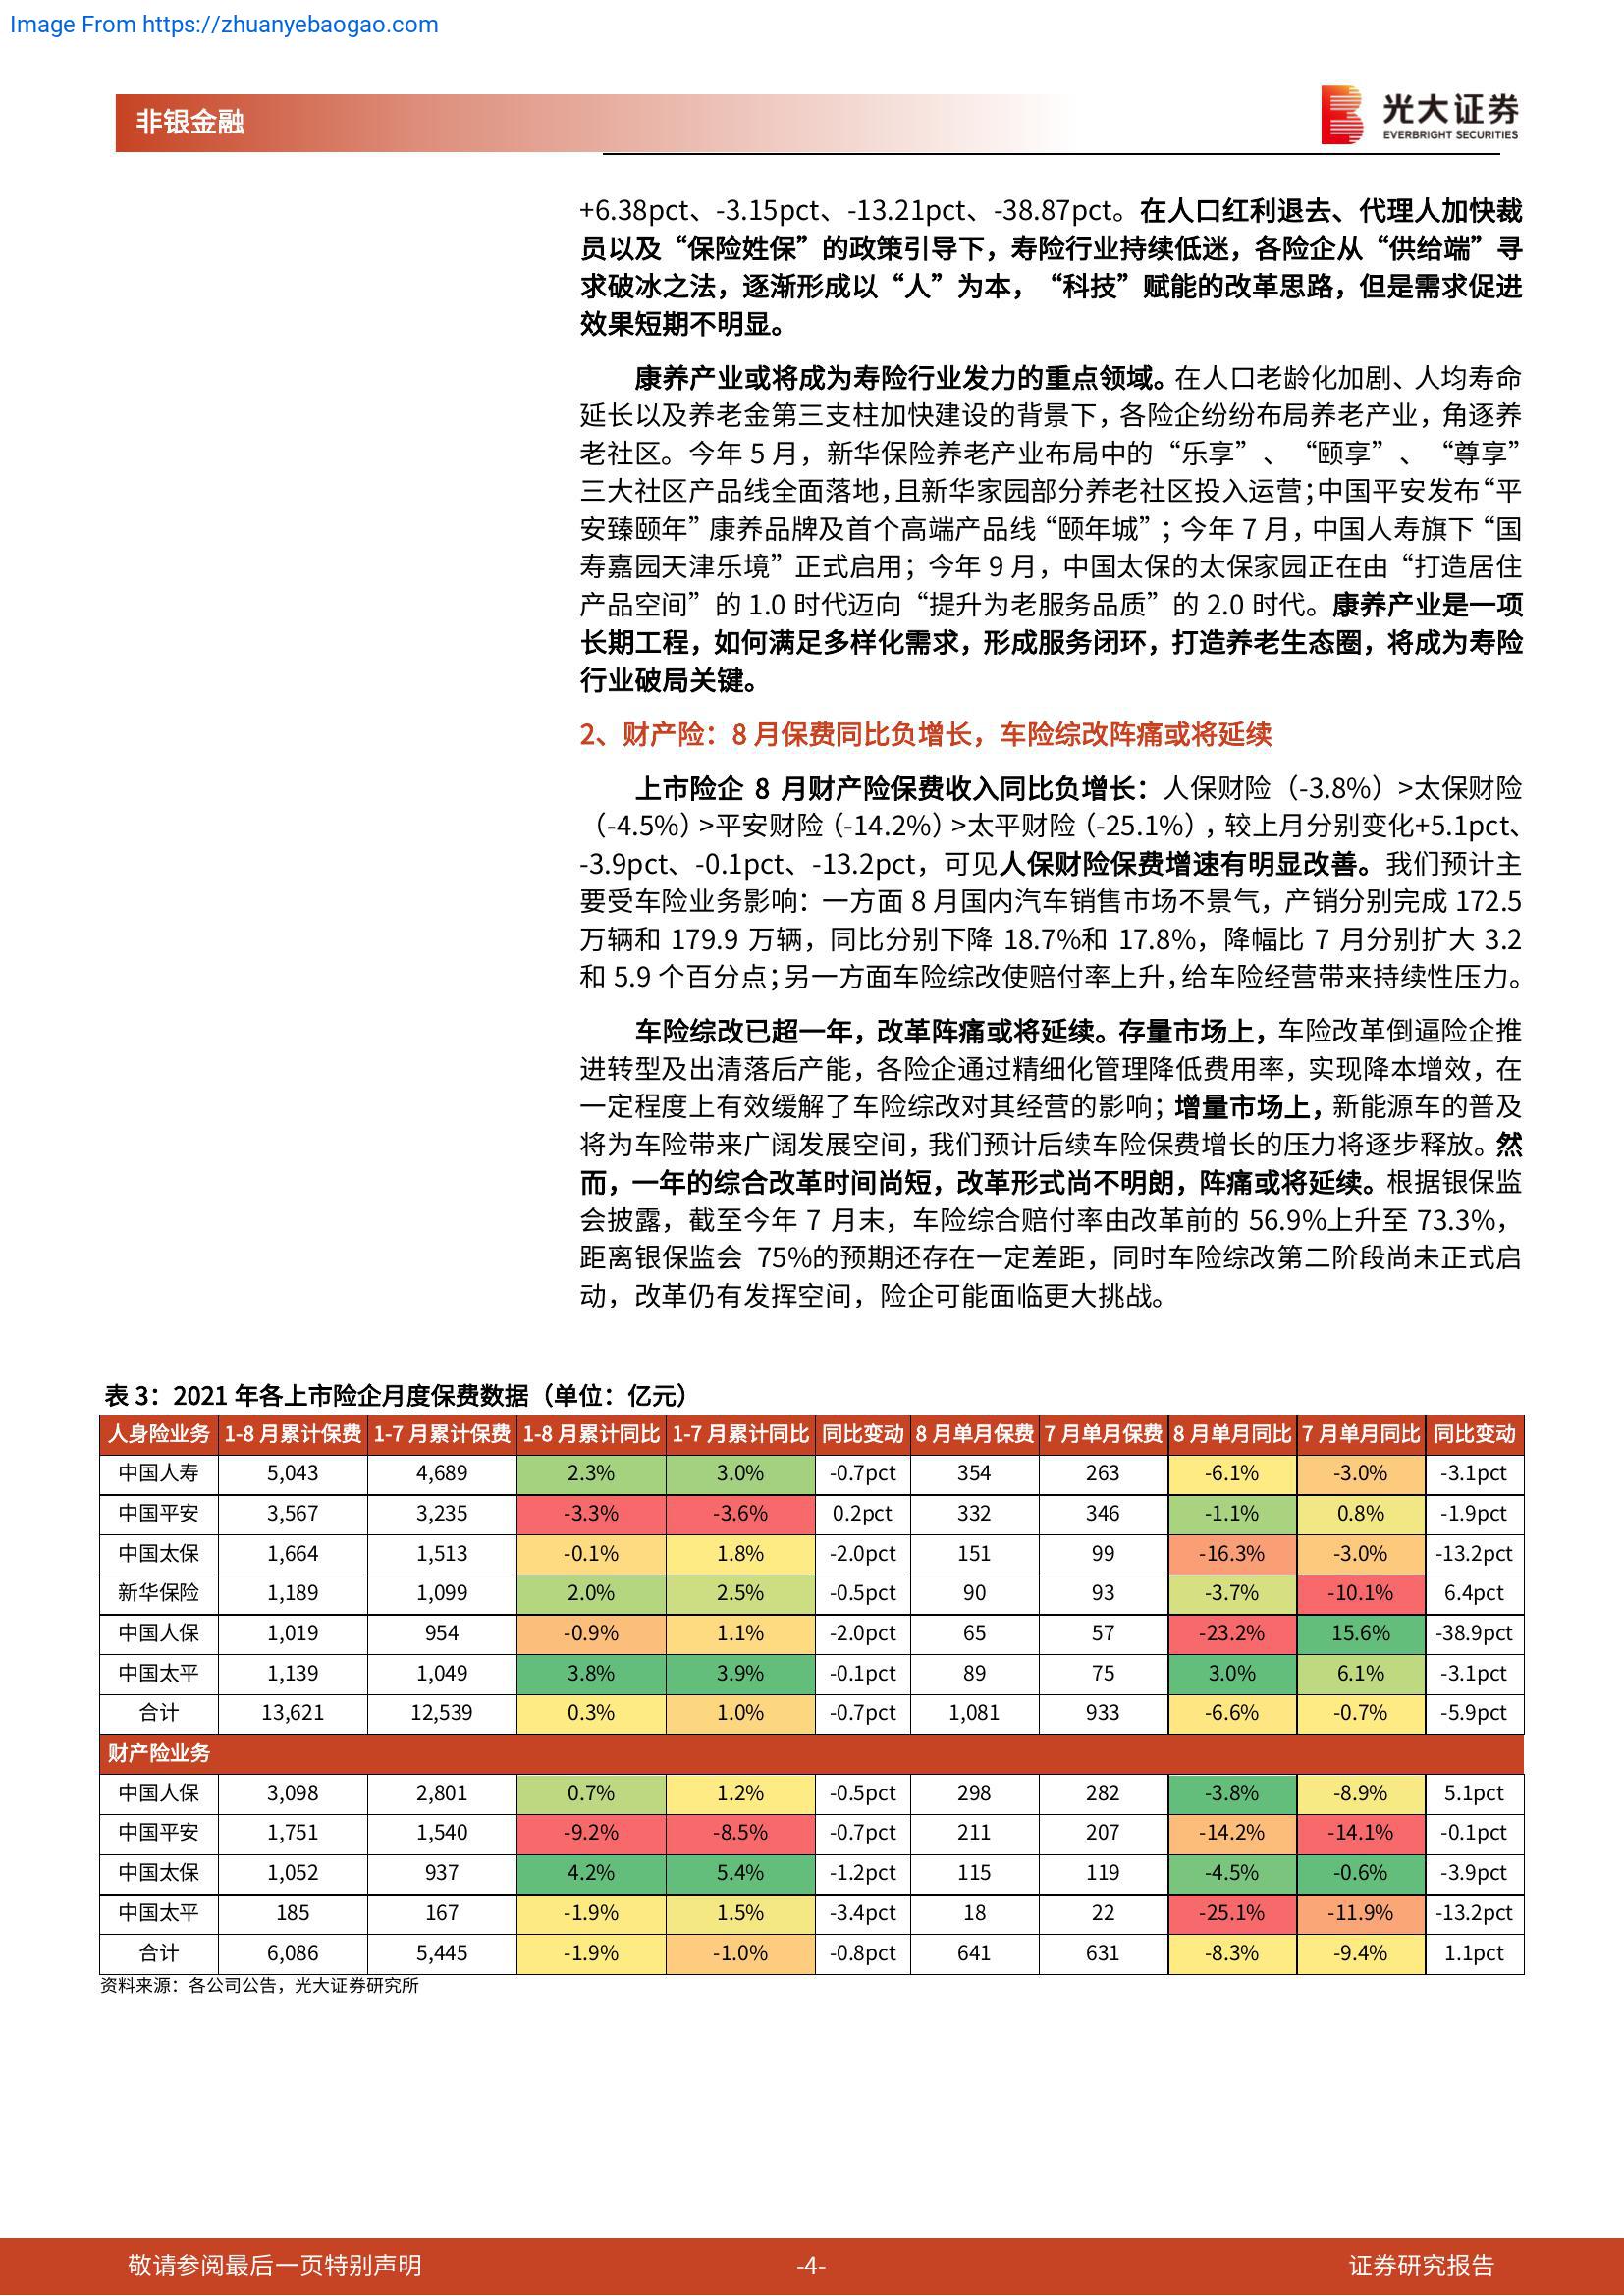 Image From https://zhuanyebaogao.com
非银金融
光大证券
EVERBRIGHT SECURITIES
+6.38pct、-3.15pct、-13.21pct、-38.87pct。在人口红利退去、代理人加快裁
员以及“保险姓保”的政策引导下，寿险行业持续低迷，各险企从“供给端”寻
求破冰之法，逐渐形成以“人”为本，“科技”赋能的改革思路，但是需求促进
效果短期不明显。
康养产业或将成为寿险行业发力的重点领域。在人口老龄化加剧、人均寿命
延长以及养老金第三支柱加快建设的背景下，各险企纷纷布局养老产业，角逐养
老社区。今年 5 月，新华保险养老产业布局中的“乐享”、“颐享”、“尊享”
三大社区产品线全面落地，且新华家园部分养老社区投入运营；中国平安发布“平
安臻颐年”康养品牌及首个高端产品线“颐年城”；今年 7 月，中国人寿旗下“国
寿嘉园天津乐境”正式启用；今年 9 月，中国太保的太保家园正在由“打造居住
产品空间”的 1.0 时代迈向“提升为老服务品质”的 2.0 时代。康养产业是一项
长期工程，如何满足多样化需求，形成服务闭环，打造养老生态圈，将成为寿险
行业破局关键。
2、财产险：8 月保费同比负增长，车险综改阵痛或将延续
上市险企 8 月财产险保费收入同比负增长：人保财险（-3.8%）>太保财险
（-4.5%）>平安财险（-14.2%）>太平财险（-25.1%），较上月分别变化+5.1pct、
-3.9pct、-0.1pct、-13.2pct，可见人保财险保费增速有明显改善。我们预计主
要受车险业务影响：一方面 8 月国内汽车销售市场不景气，产销分别完成 172.5
万辆和 179.9 万辆，同比分别下降 18.7%和 17.8%，降幅比 7 月分别扩大 3.2
和 5.9 个百分点；另一方面车险综改使赔付率上升，给车险经营带来持续性压力。
车险综改已超一年，改革阵痛或将延续。存量市场上，车险改革倒逼险企推
进转型及出清落后产能，各险企通过精细化管理降低费用率，实现降本增效，在
一定程度上有效缓解了车险综改对其经营的影响；增量市场上，新能源车的普及
将为车险带来广阔发展空间，我们预计后续车险保费增长的压力将逐步释放。然
而，一年的综合改革时间尚短，改革形式尚不明朗，阵痛或将延续。根据银保监
会披露，截至今年 7 月末，车险综合赔付率由改革前的 56.9%上升至 73.3%，
距离银保监会 75%的预期还存在一定差距，同时车险综改第二阶段尚未正式启
动，改革仍有发挥空间，险企可能面临更大挑战。
表 3：2021 年各上市险企月度保费数据（单位：亿元）
人身险业务 1-8 月累计保费 1-7 月累计保费 1-8 月累计同比 1-7 月累计同比 同比变动 8 月单月保费 7 月单月保费 8 月单月同比 7 月单月同比 同比变动
中国人寿 5,043 4,689 2.3% 3.0% -0.7pct 354 263 -6.1% -3.0% -3.1pct
中国平安 3,567 3,235 -3.3% -3.6% 0.2pct 332 346 -1.1% 0.8% -1.9pct
中国太保 1,664 1,513 -0.1% 1.8% -2.0pct 151 99 -16.3% -3.0% -13.2pct
新华保险 1,189 1,099 2.0% 2.5% -0.5pct 90 93 -3.7% -10.1% 6.4pct
中国人保 1,019 954 -0.9% 1.1% -2.0pct 65 57 -23.2% 15.6% -38.9pct
中国太平 1,139 1,049 3.8% 3.9% -0.1pct 89 75 3.0% 6.1% -3.1pct
合计 13,621 12,539 0.3% 1.0% -0.7pct 1,081 933 -6.6% -0.7% -5.9pct
财产险业务
中国人保 3,098 2,801 0.7% 1.2% -0.5pct 298 282 -3.8% -8.9% 5.1pct
中国平安 1,751 1,540 -9.2% -8.5% -0.7pct 211 207 -14.2% -14.1% -0.1pct
中国太保 1,052 937 4.2% 5.4% -1.2pct 115 119 -4.5% -0.6% -3.9pct
中国太平 185 167 -1.9% 1.5% -3.4pct 18 22 -25.1% -11.9% -13.2pct
合计 6,086 5,445 -1.9% -1.0% -0.8pct 641 631 -8.3% -9.4% 1.1pct
资料来源：各公司公告，光大证券研究所
敬请参阅最后一页特别声明 -4- 证券研究报告